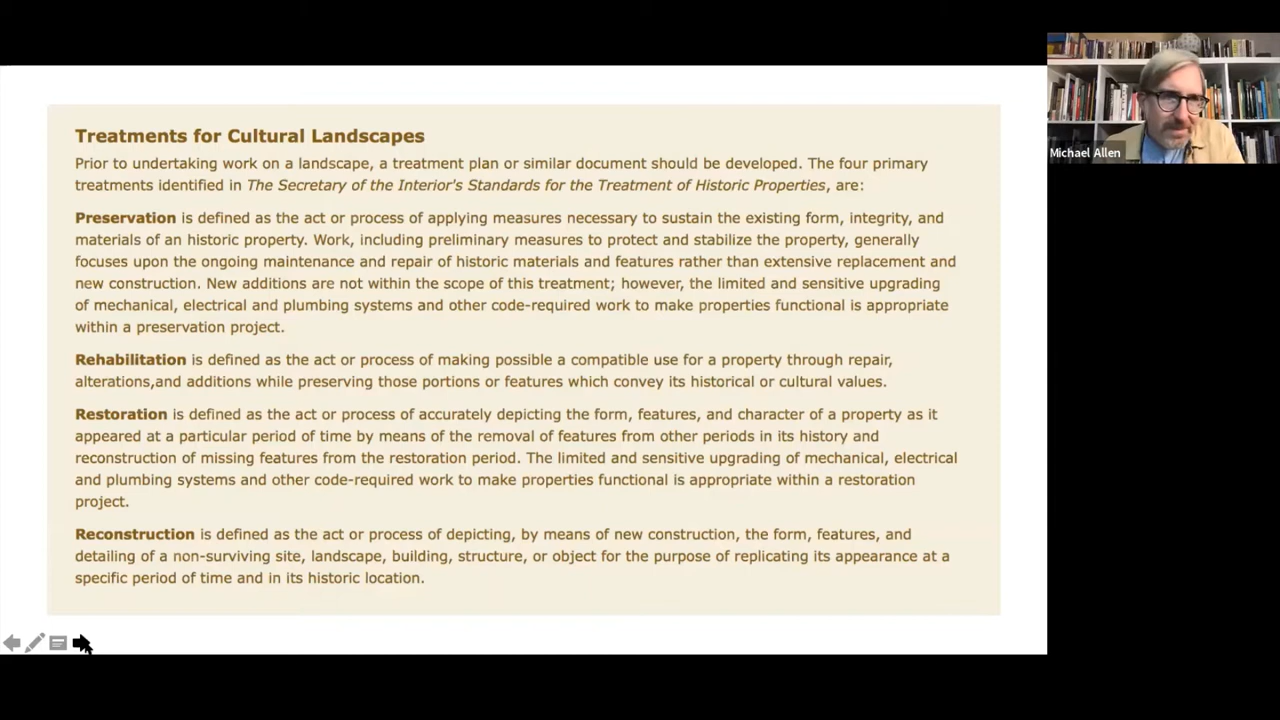 Treatments for Cultural Landscapes
Prior to undertaking work on a landscape, a treatment plan or similar document should be developed. The four primary
treatments identified in The Secretary of the Interior's Standards for the Treatment of Historic Properties, are:
Preservation is defined as the act or process of applying measures necessary to sustain the existing form, integrity, and
materials of an historic property. Work, including preliminary measures to protect and stabilize the property, generally
focuses upon the ongoing maintenance and repair of historic materials and features rather than extensive replacement and
new construction. New additions are not within the scope of this treatment; however, the limited and sensitive upgrading
of mechanical, electrical and plumbing systems and other code-required work to make properties functional is appropriate
within a preservation project.
Rehabilitation is defined as the act or process of making possible a compatible use for a property through repair,
alterations,and additions while preserving those portions or features which convey its historical or cultural values.
Restoration is defined as the act or process of accurately depicting the form, features, and character of a property as it
appeared at a particular period of time by means of the removal of features from other periods in its history and
reconstruction of missing features from the restoration period. The limited and sensitive upgrading of mechanical, electrical
and plumbing systems and other code-required work to make properties functional is appropriate within a restoration
project.
Reconstruction is defined as the act or process of depicting, by means of new construction, the form, features, and
detailing of a non-surviving site, landscape, building, structure, or object for the purpose of replicating its appearance at a
specific period of time and in its historic location.
Michael Allen